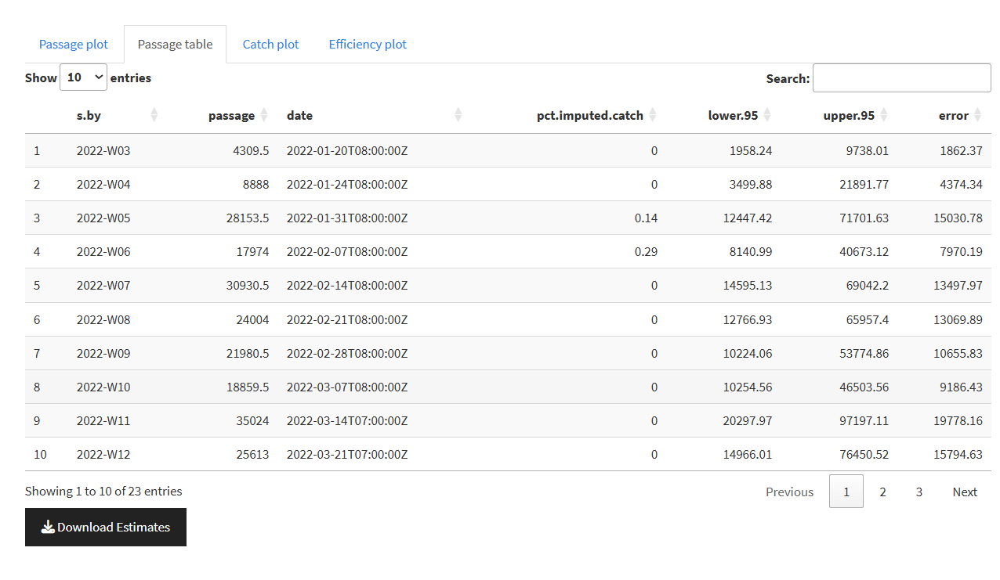 Passage plot Passage table Catch plot Efficiency plot
Show 10 entries Search:
s.by passage date pct.imputed.catch lower.95 upper.95 error
1 2022-W03 4309.5 2022-01-20T08:00:00Z 0 1958.24 9738.01 1862.37
2 2022-W04 8888 2022-01-24T08:00:00Z 0 3499.88 21891.77 4374.34
3 2022-W05 28153.5 2022-01-31T08:00:00Z 0.14 12447.42 71701.63 15030.78
4 2022-W06 17974 2022-02-07T08:00:00Z 0.29 8140.99 40673.12 7970.19
5 2022-W07 30930.5 2022-02-14T08:00:00Z 0 14595.13 69042.2 13497.97
6 2022-W08 24004 2022-02-21T08:00:00Z 0 12766.93 65957.4 13069.89
7 2022-W09 21980.5 2022-02-28T08:00:00Z 0 10224.06 53774.86 10655.83
8 2022-W10 18859.5 2022-03-07T08:00:00Z 0 10254.56 46503.56 9186.43
9 2022-W11 35024 2022-03-14T07:00:00Z 0 20297.97 97197.11 19778.16
10 2022-W12 25613 2022-03-21T07:00:00Z 0 14966.01 76450.52 15794.63
Showing 1 to 10 of 23 entries Previous 1 2 3 Next
Download Estimates